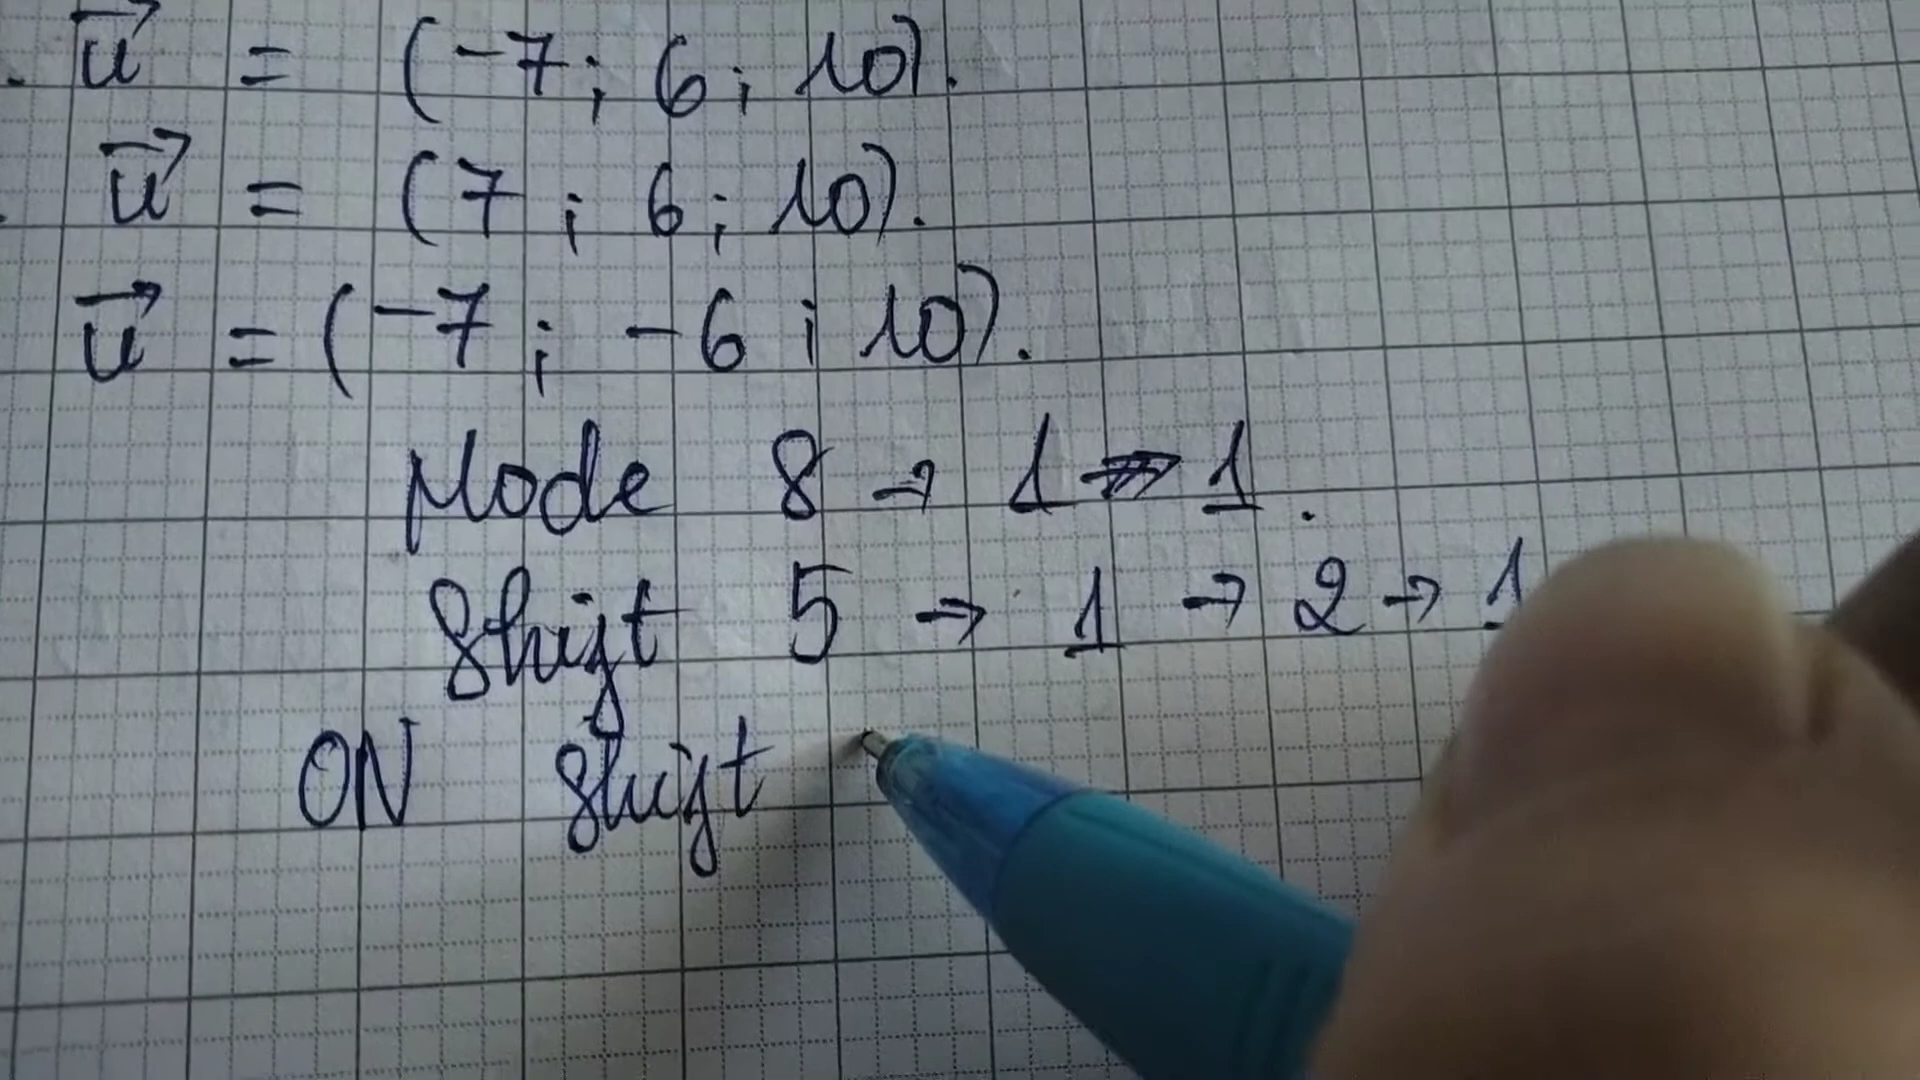 . u⃗ = (-7; 6; 10).
. u⃗ = (7; 6; 10).
u⃗ = (-7; -6; 10).
Mode 8 → 1 → 1.
Shift 5 → 1 → 2 → 1
ON Shift